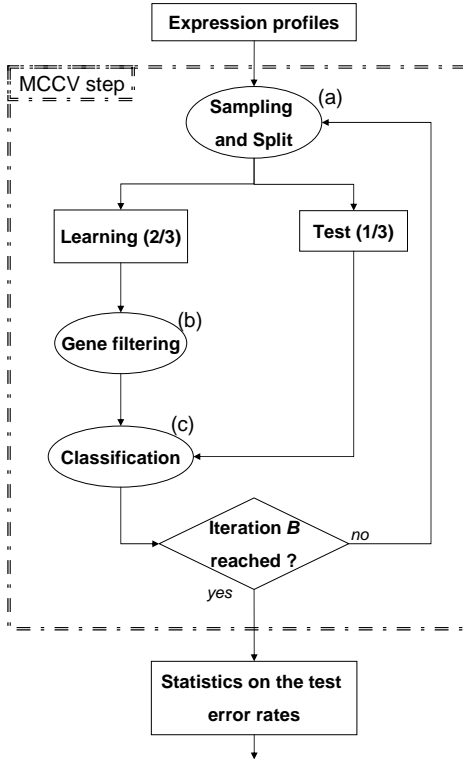 Expression profiles
MCCV step
(a)
Sampling
and Split
Learning (2/3)
Test (1/3)
(b)
Gene filtering
(c)
Classification
Iteration B
reached ?
no
yes
Statistics on the test
error rates